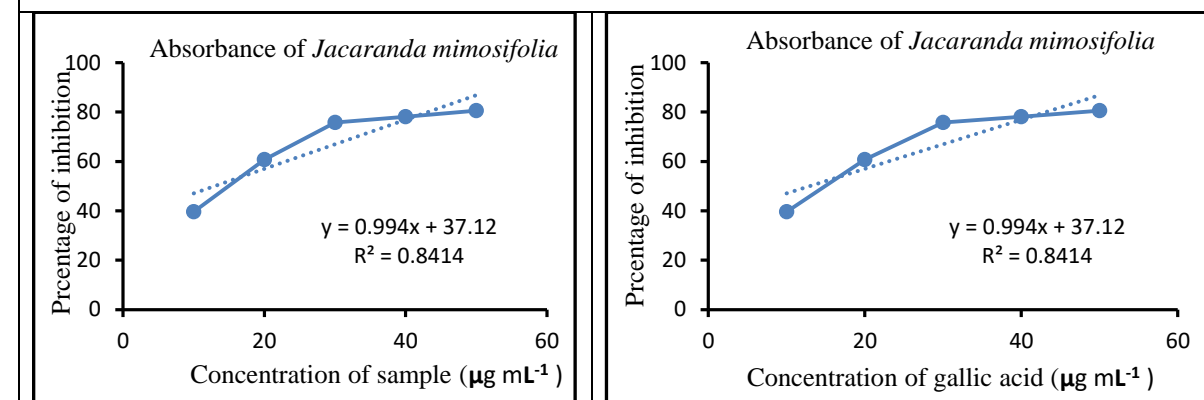 Absorbance of Jacaranda mimosifolia
Prcentage of inhibition
100
80
60
40
20
0
y = 0.994x + 37.12
R² = 0.8414
0 20 40 60
Concentration of sample (µg mL⁻¹ )
Absorbance of Jacaranda mimosifolia
Prcentage of inhibition
100
80
60
40
20
0
y = 0.994x + 37.12
R² = 0.8414
0 20 40 60
Concentration of gallic acid (µg mL⁻¹ )